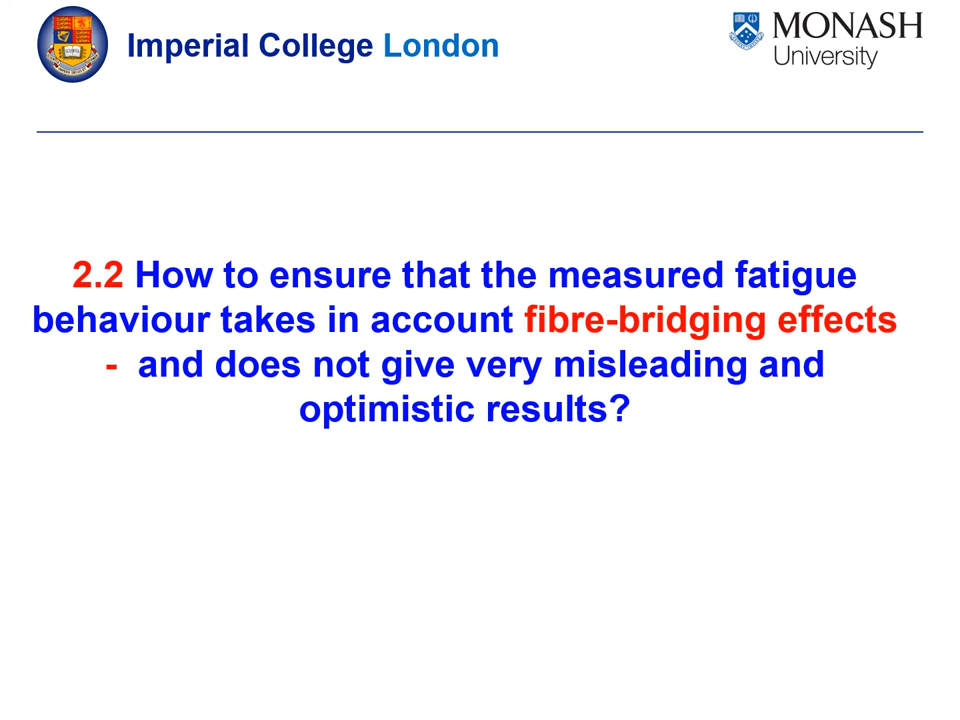 Imperial College London
MONASH
University
2.2 How to ensure that the measured fatigue
behaviour takes in account fibre-bridging effects
- and does not give very misleading and
optimistic results?